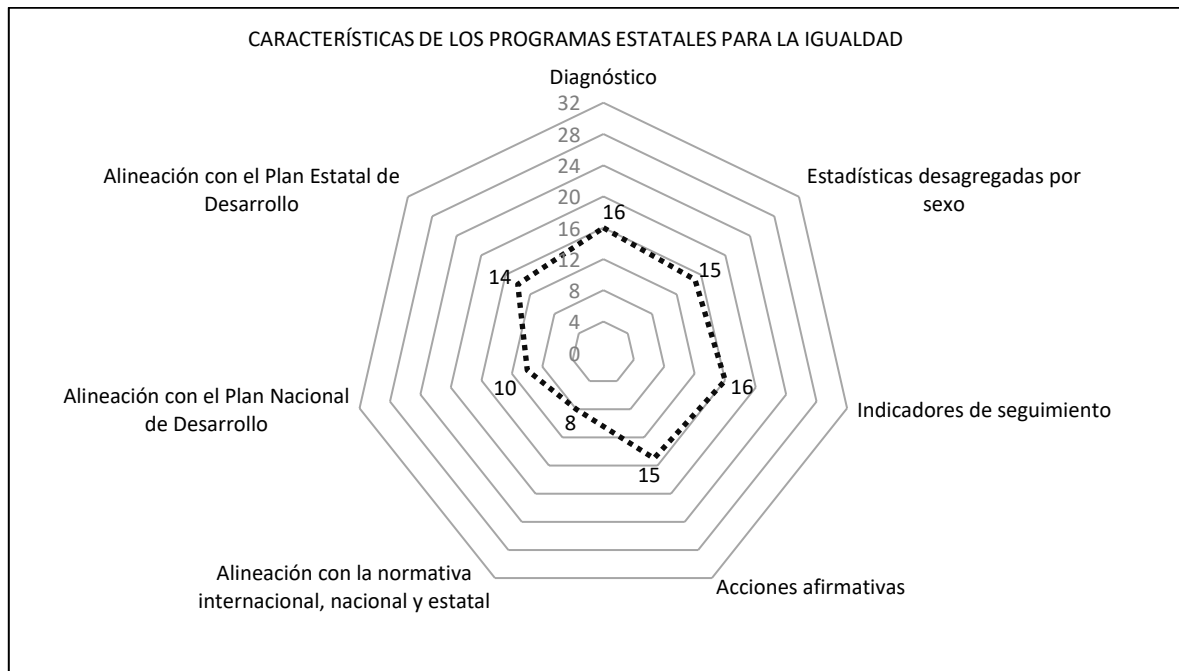 CARACTERÍSTICAS DE LOS PROGRAMAS ESTATALES PARA LA IGUALDAD
Diagnóstico
32
28
24
20
16
12
8
4
0
16
15
16
15
8
10
14
Estadísticas desagregadas por
sexo
Indicadores de seguimiento
Acciones afirmativas
Alineación con la normativa
internacional, nacional y estatal
Alineación con el Plan Nacional
de Desarrollo
Alineación con el Plan Estatal de
Desarrollo